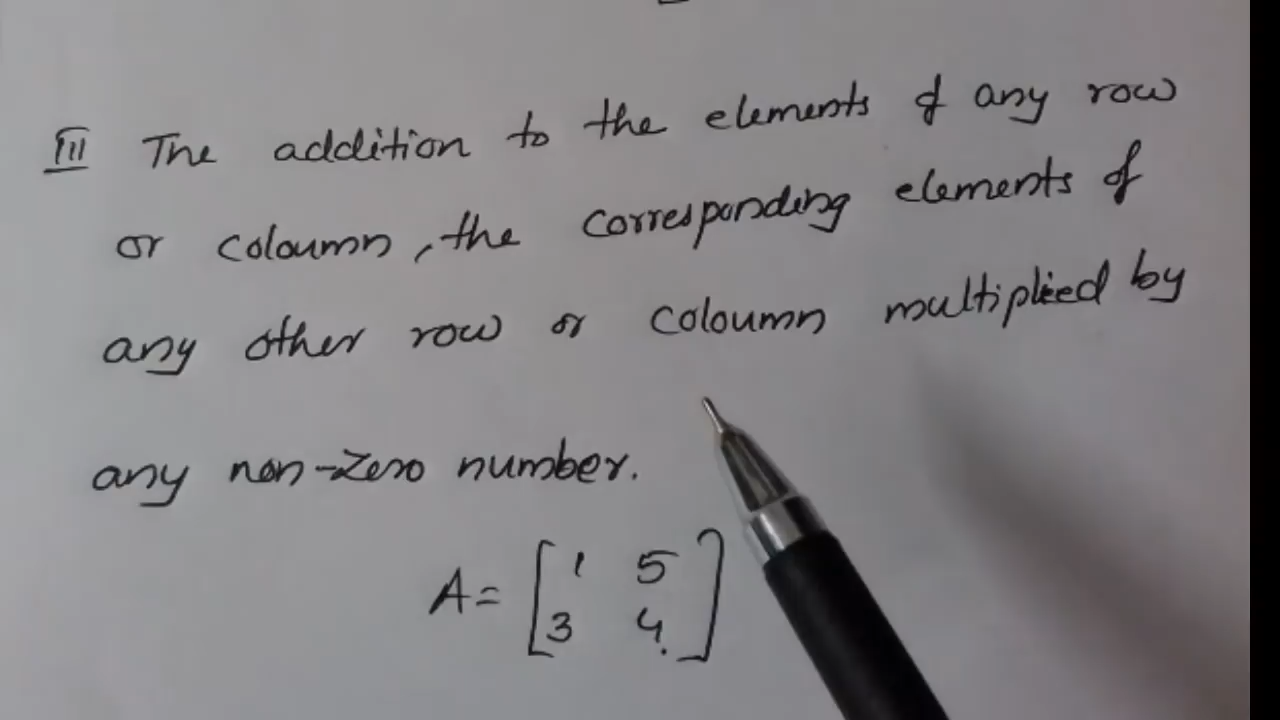 III The addition to the elements of any row
or coloumn, the corresponding elements of
any other row or coloumn multiplied by
any non-zero number.
A = [ 1 5
3 4 ]